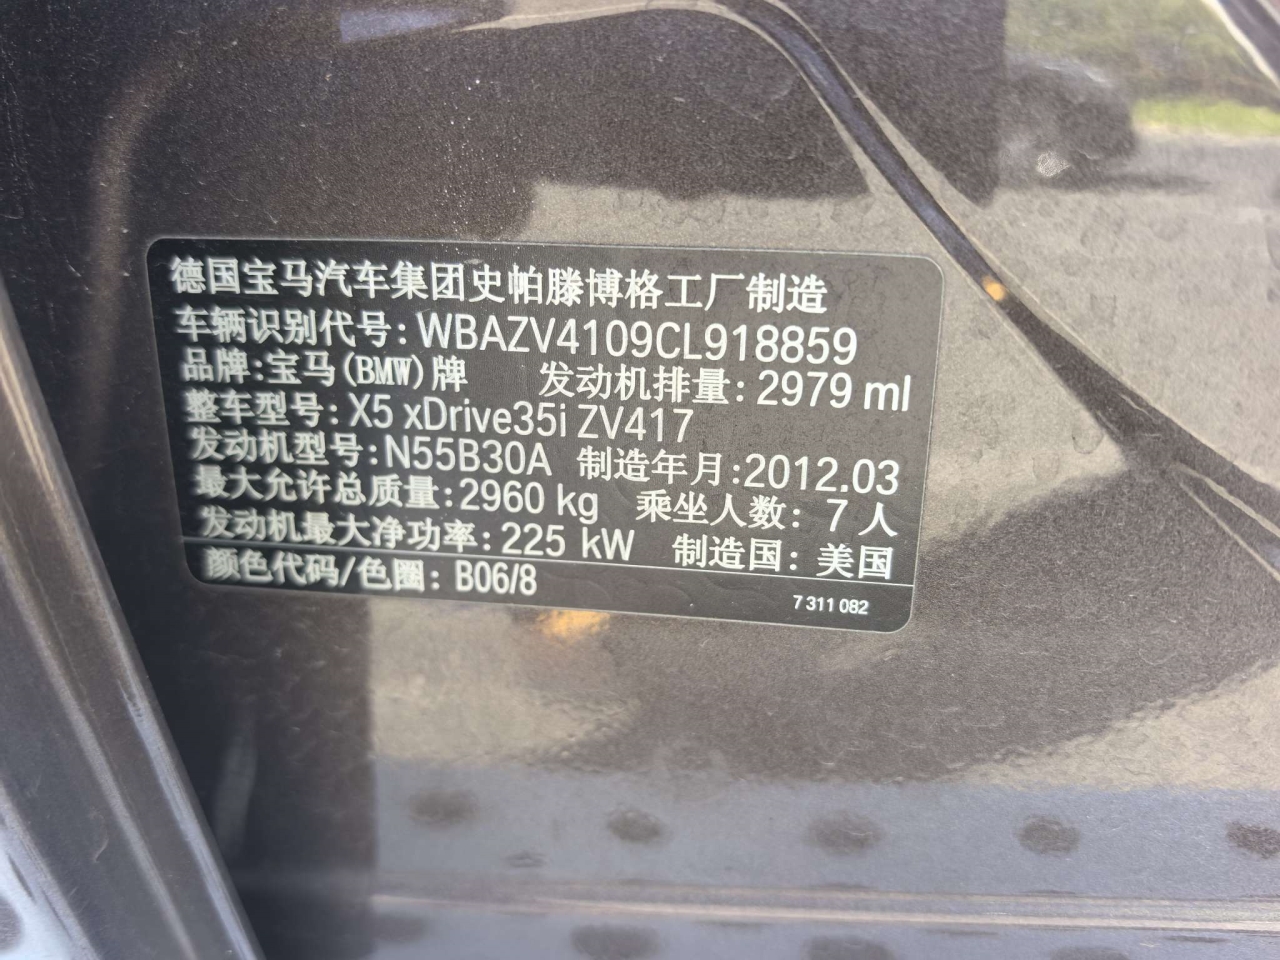 德国宝马汽车集团史帕滕博格工厂制造
车辆识别代号:WBAZV4109CL918859
品牌:宝马(BMW)牌 发动机排量:2979 ml
整车型号:X5 xDrive35i ZV417
发动机型号:N55B30A 制造年月:2012.03
最大允许总质量:2960 kg 乘坐人数:7人
发动机最大净功率:225 kW 制造国:美国
颜色代码/色圈:B06/8
7 311 082